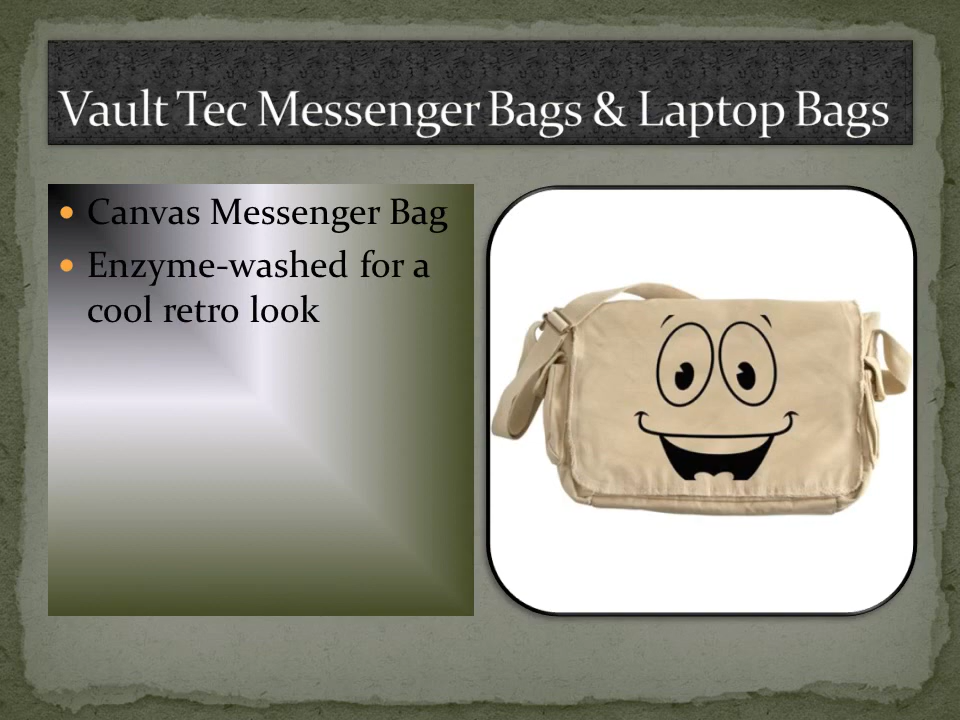 Vault Tec Messenger Bags & Laptop Bags
Canvas Messenger Bag
Enzyme-washed for a
cool retro look